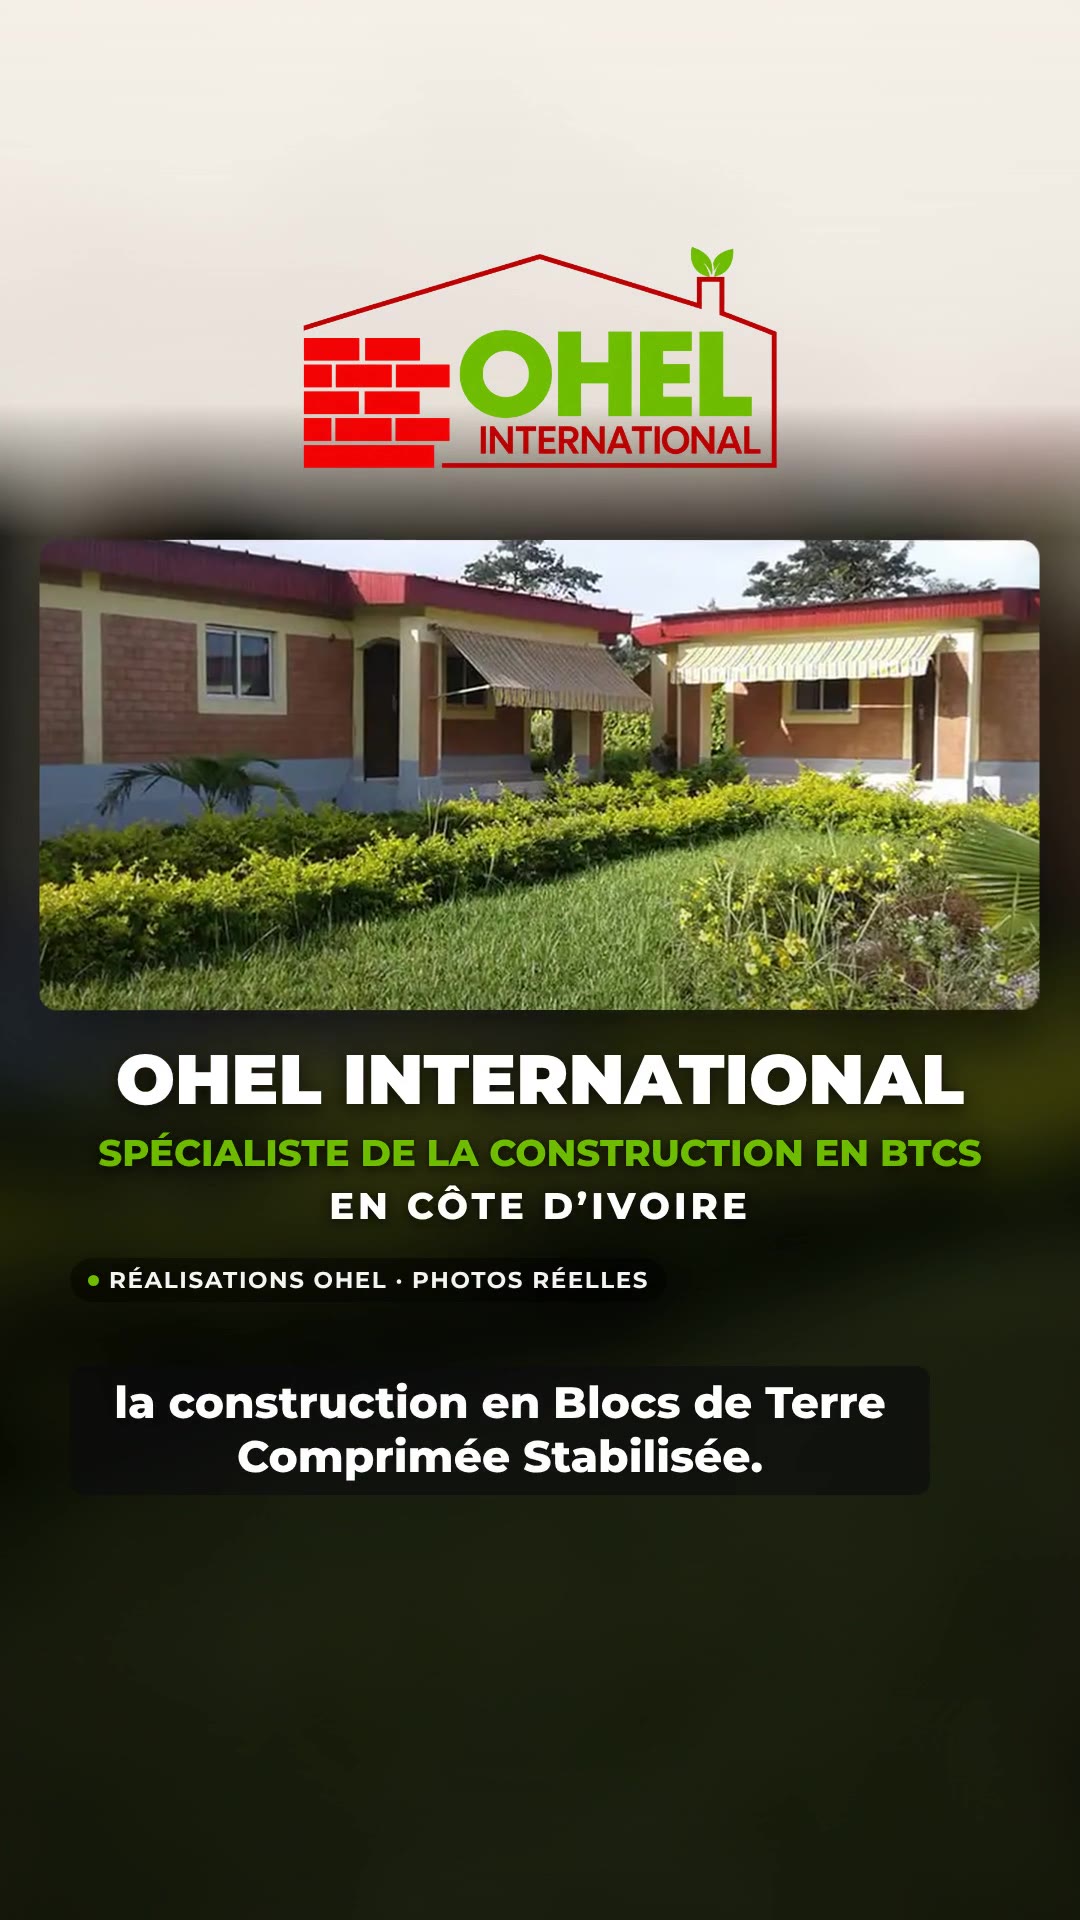 OHEL
INTERNATIONAL
OHEL INTERNATIONAL
SPÉCIALISTE DE LA CONSTRUCTION EN BTCS
EN CÔTE D’IVOIRE
RÉALISATIONS OHEL · PHOTOS RÉELLES
la construction en Blocs de Terre
Comprimée Stabilisée.